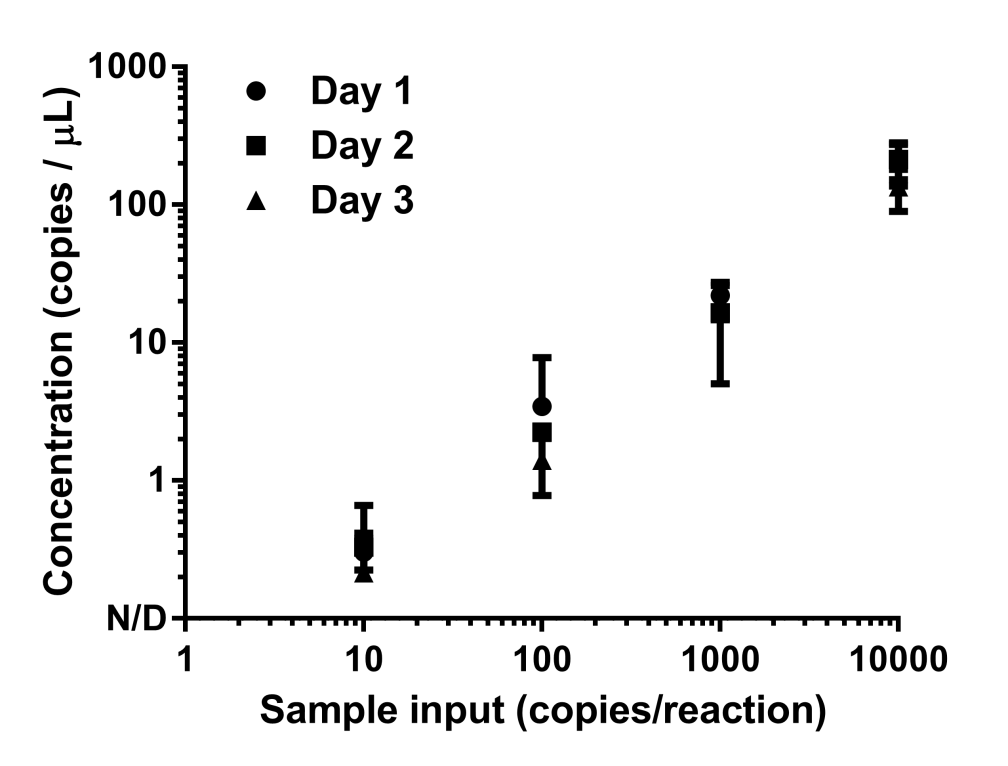 1000
100
10
1
N/D
Concentration (copies / μL)
Day 1
Day 2
Day 3
1 10 100 1000 10000
Sample input (copies/reaction)